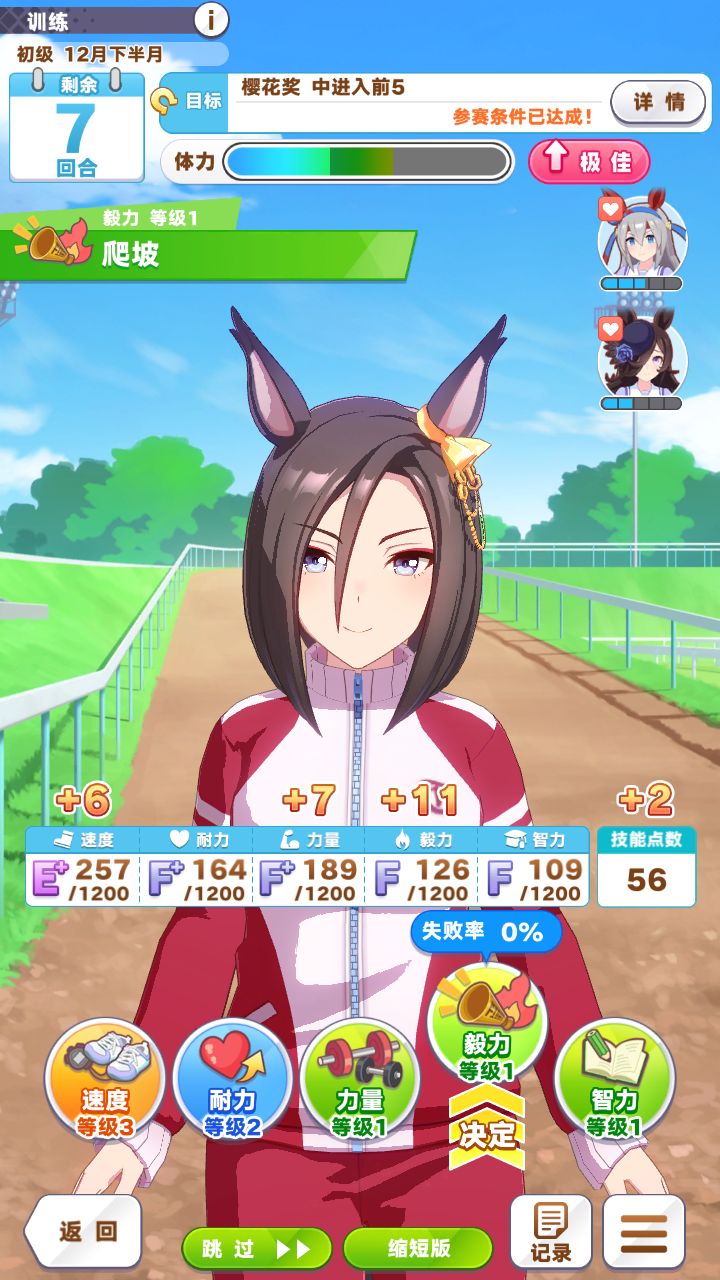 训练
i
初级 12月下半月
剩余
7
回合
目标
樱花奖 中进入前5
参赛条件已达成！
详情
体力
极佳
毅力 等级1
爬坡
+6
+7
+11
+2
速度
耐力
力量
毅力
智力
技能点数
E+ 257
/1200
F+ 164
/1200
F+ 189
/1200
F 126
/1200
F 109
/1200
56
失败率 0%
速度
等级3
耐力
等级2
力量
等级1
毅力
等级1
智力
等级1
决定
返回
跳过
缩短版
记录